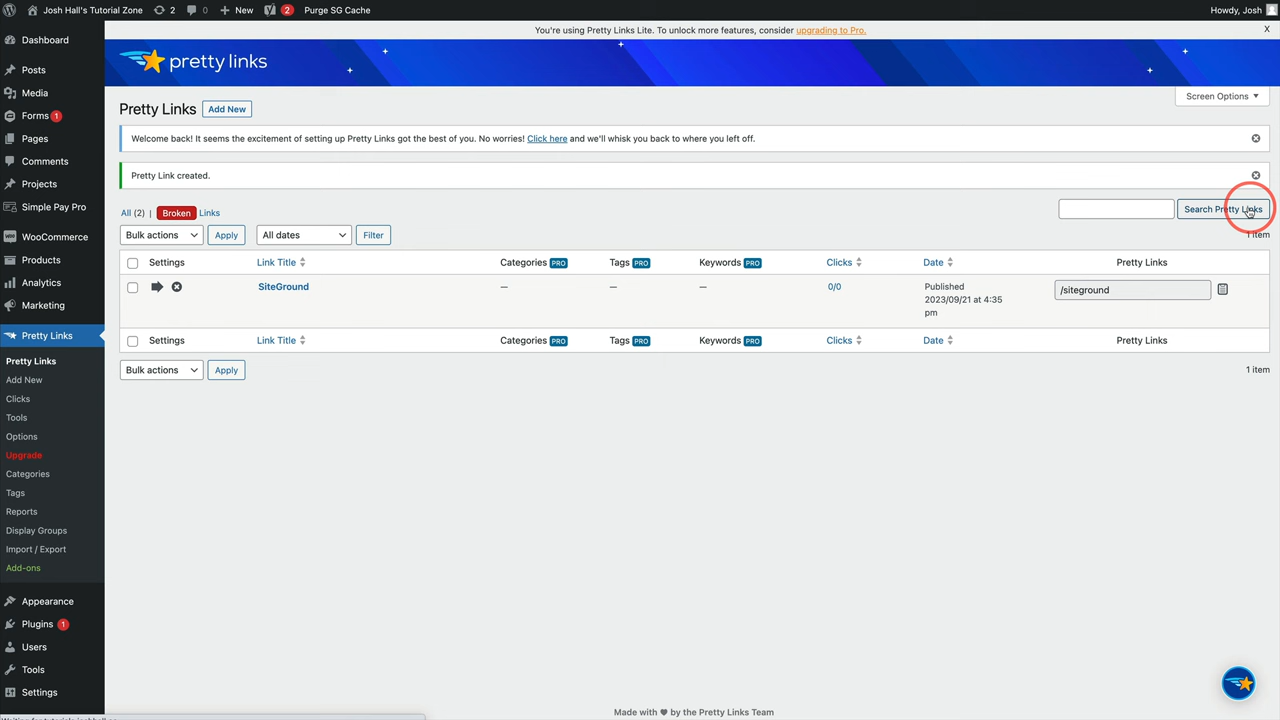 Josh Hall's Tutorial Zone 2 0 New 2 Purge SG Cache Howdy, Josh
You're using Pretty Links Lite. To unlock more features, consider upgrading to Pro. X
pretty links
Screen Options
Pretty Links Add New
Welcome back! It seems the excitement of setting up Pretty Links got the best of you. No worries! Click here and we'll whisk you back to where you left off.
Pretty Link created.
All (2) | Broken Links
Search Pretty Links
Bulk actions Apply All dates Filter
1 item
Settings Link Title Categories PRO Tags PRO Keywords PRO Clicks Date Pretty Links
SiteGround — — — 0/0 Published
2023/09/21 at 4:35
pm
/siteground
Settings Link Title Categories PRO Tags PRO Keywords PRO Clicks Date Pretty Links
Bulk actions Apply 1 item
Dashboard
Posts
Media
Forms 1
Pages
Comments
Projects
Simple Pay Pro
WooCommerce
Products
Analytics
Marketing
Pretty Links
Pretty Links
Add New
Clicks
Tools
Options
Upgrade
Categories
Tags
Reports
Display Groups
Import / Export
Add-ons
Appearance
Plugins 1
Users
Tools
Settings
Made with ♥ by the Pretty Links Team